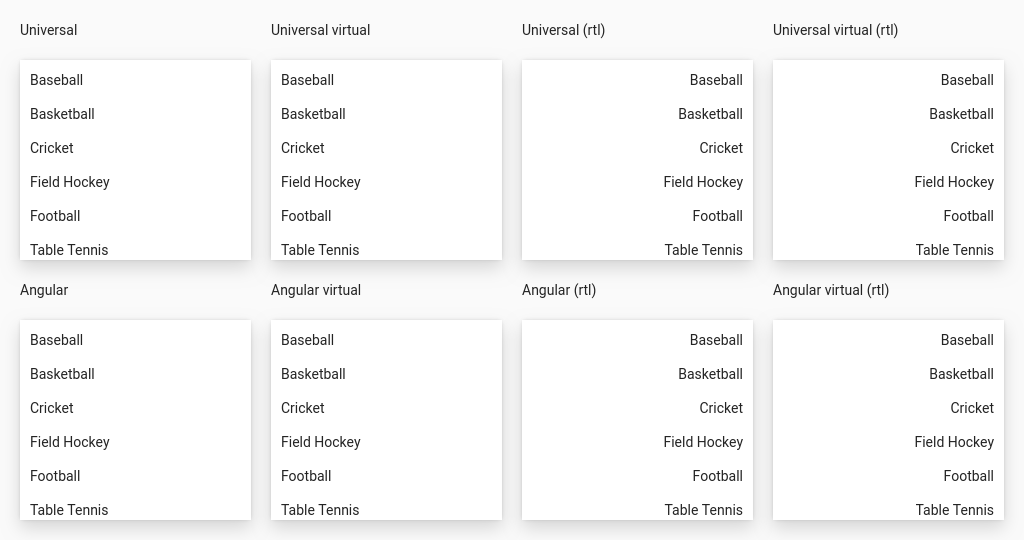 Universal
Universal virtual
Universal (rtl)
Universal virtual (rtl)
Baseball
Basketball
Cricket
Field Hockey
Football
Table Tennis
Baseball
Basketball
Cricket
Field Hockey
Football
Table Tennis
Baseball
Basketball
Cricket
Field Hockey
Football
Table Tennis
Baseball
Basketball
Cricket
Field Hockey
Football
Table Tennis
Angular
Angular virtual
Angular (rtl)
Angular virtual (rtl)
Baseball
Basketball
Cricket
Field Hockey
Football
Table Tennis
Baseball
Basketball
Cricket
Field Hockey
Football
Table Tennis
Baseball
Basketball
Cricket
Field Hockey
Football
Table Tennis
Baseball
Basketball
Cricket
Field Hockey
Football
Table Tennis